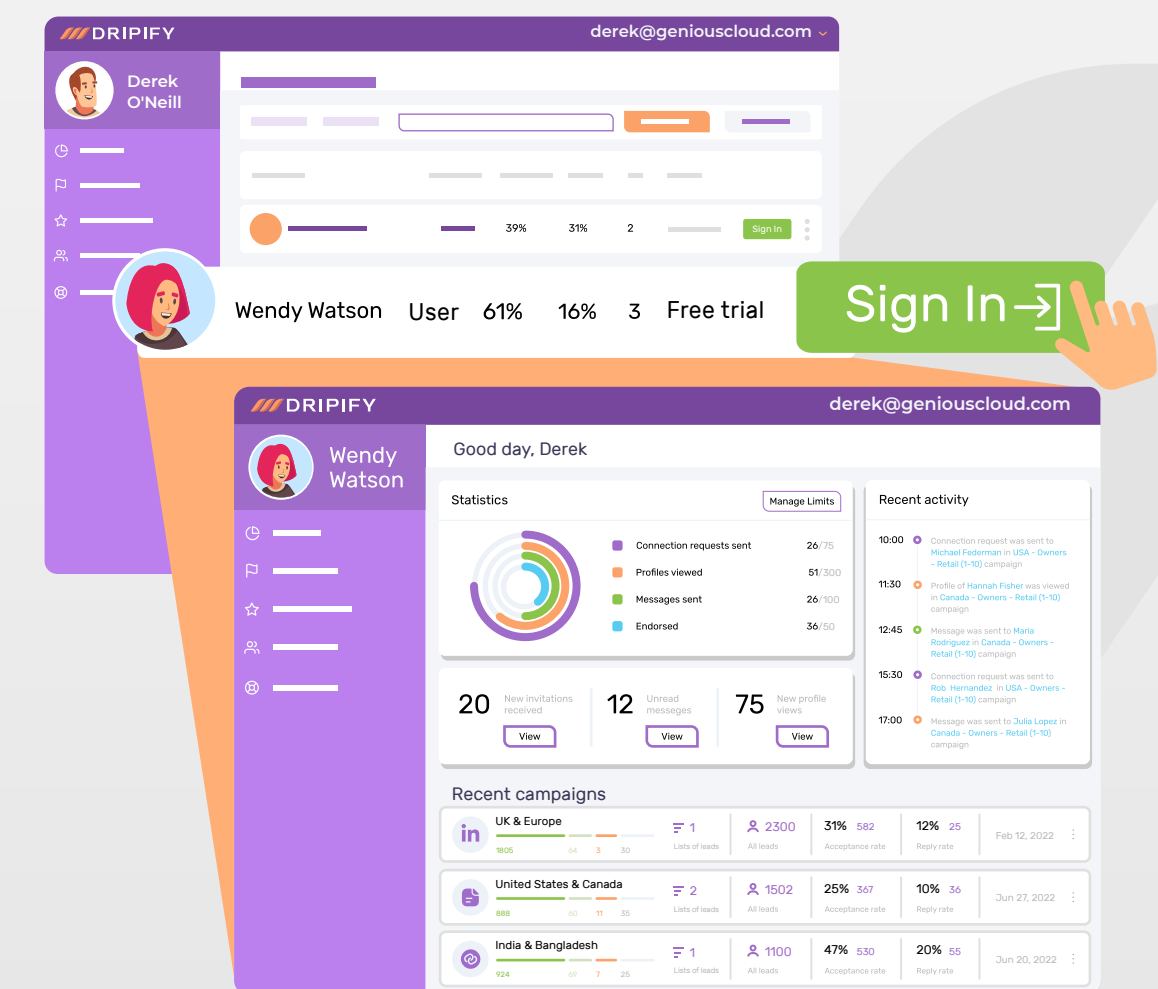 DRIPIFY
derek@geniouscloud.com
Derek
O'Neill
39% 31% 2 Sign In
Wendy Watson User 61% 16% 3 Free trial Sign In
DRIPIFY
derek@geniouscloud.com
Wendy
Watson
Good day, Derek
Statistics
Manage Limits
Connection requests sent 26/75
Profiles viewed 51/300
Messages sent 26/100
Endorsed 36/50
Recent activity
10:00 Connection request was sent to
Michael Federman in USA - Owners
- Retail (1-10) campaign
11:30 Profile of Hannah Fisher was viewed
in Canada - Owners - Retail (1-10)
campaign
12:45 Message was sent to Maria
Rodriguez in Canada - Owners -
Retail (1-10) campaign
15:30 Connection request was sent to
Rob Hernandez in USA - Owners -
Retail (1-10) campaign
17:00 Message was sent to Julia Lopez in
Canada - Owners - Retail (1-10)
campaign
20 New invitations
received
View
12 Unread
messeges
View
75 New profile
views
View
Recent campaigns
in UK & Europe 1 2300 31% 582 12% 25 Feb 12, 2022
1805 64 3 30 Lists of leads All leads Acceptance rate Reply rate
United States & Canada 2 1502 25% 367 10% 36 Jun 27, 2022
888 60 11 35 Lists of leads All leads Acceptance rate Reply rate
India & Bangladesh 1 1100 47% 530 20% 55 Jun 20, 2022
924 69 7 25 Lists of leads All leads Acceptance rate Reply rate